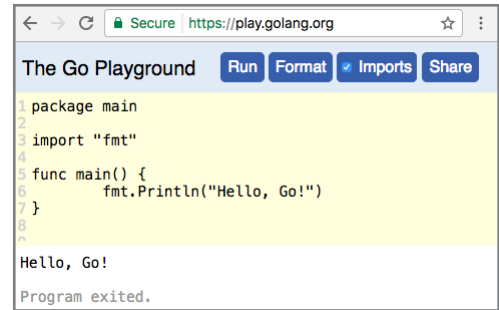 Secure https://play.golang.org
The Go Playground Run Format Imports Share
1 package main
2
3 import "fmt"
4
5 func main() {
6 fmt.Println("Hello, Go!")
7 }
8
Hello, Go!
Program exited.